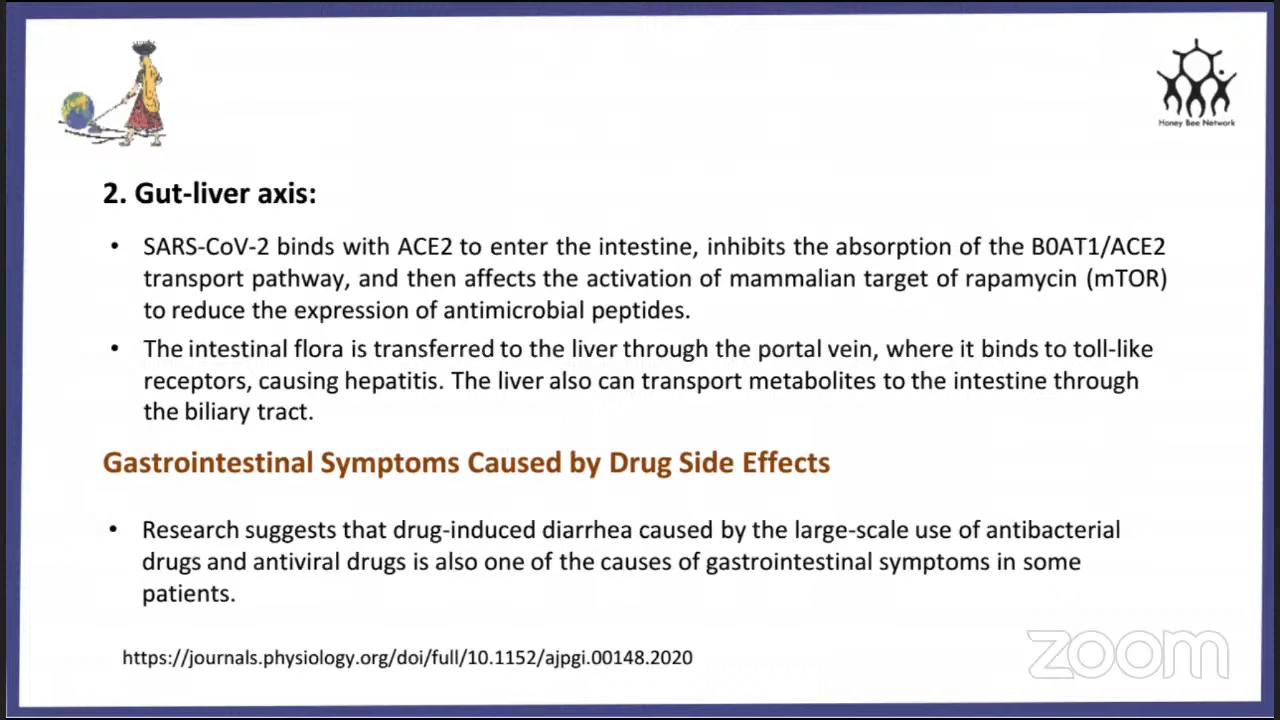 Honey Bee Network
2. Gut-liver axis:
• SARS-CoV-2 binds with ACE2 to enter the intestine, inhibits the absorption of the B0AT1/ACE2
transport pathway, and then affects the activation of mammalian target of rapamycin (mTOR)
to reduce the expression of antimicrobial peptides.
• The intestinal flora is transferred to the liver through the portal vein, where it binds to toll-like
receptors, causing hepatitis. The liver also can transport metabolites to the intestine through
the biliary tract.
Gastrointestinal Symptoms Caused by Drug Side Effects
• Research suggests that drug-induced diarrhea caused by the large-scale use of antibacterial
drugs and antiviral drugs is also one of the causes of gastrointestinal symptoms in some
patients.
https://journals.physiology.org/doi/full/10.1152/ajpgi.00148.2020
zoom